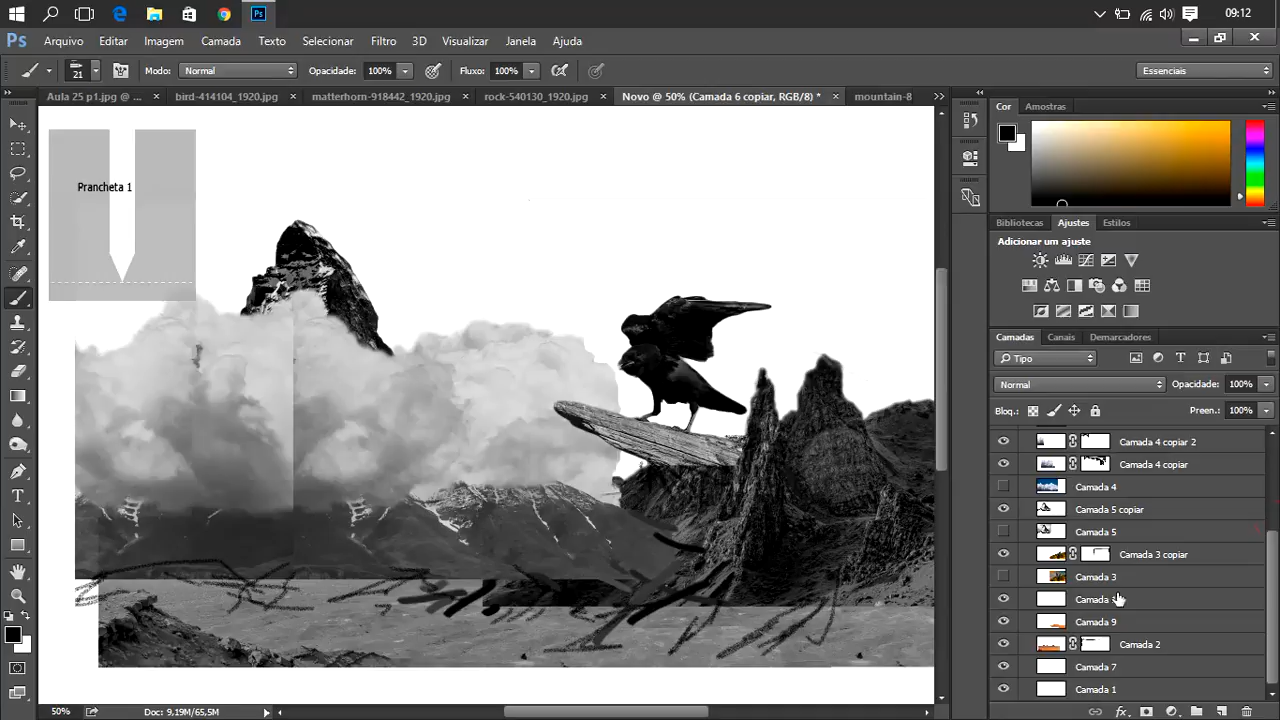 Ps
09:12
Ps
Arquivo
Editar
Imagem
Camada
Texto
Selecionar
Filtro
3D
Visualizar
Janela
Ajuda
21
Modo:
Normal
Opacidade:
100%
Fluxo:
100%
Essenciais
Aula 25 p1.jpg @ ...
bird-414104_1920.jpg
matterhorn-918442_1920.jpg
rock-540130_1920.jpg
Novo @ 50% (Camada 6 copiar, RGB/8) *
mountain-8
Cor
Amostras
Prancheta 1
Bibliotecas
Ajustes
Estilos
Adicionar um ajuste
Camadas
Canais
Demarcadores
Tipo
Normal
Opacidade:
100%
Bloq.:
Preen.:
100%
Camada 4 copiar 2
Camada 4 copiar
Camada 4
Camada 5 copiar
Camada 5
Camada 3 copiar
Camada 3
Camada
Camada 9
Camada 2
Camada 7
Camada 1
50%
Doc: 9,19M/65,5M